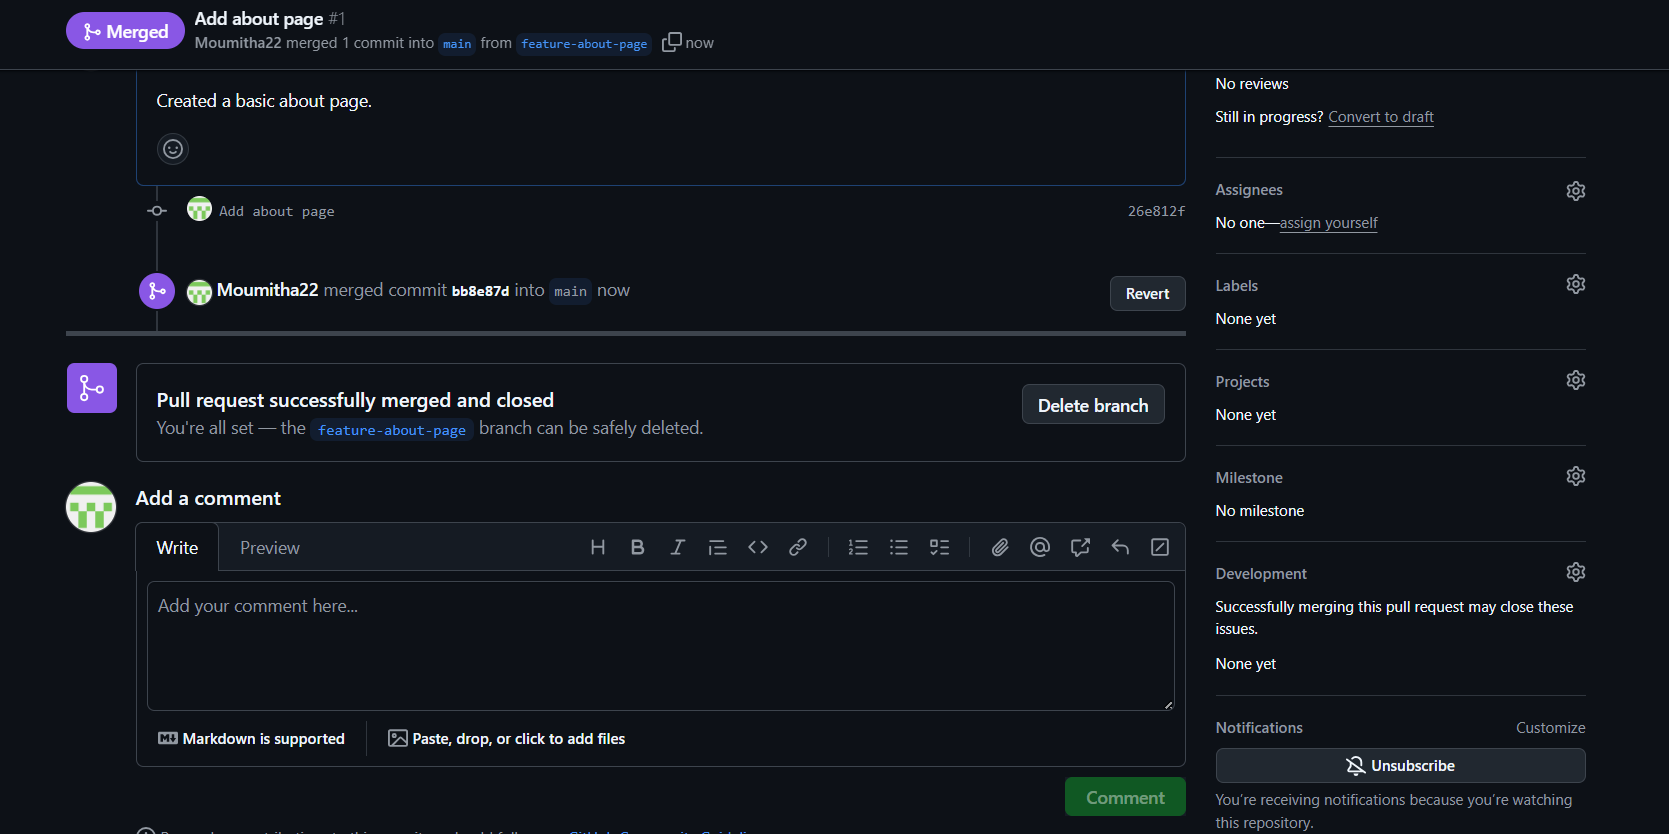 Merged
Add about page #1
Moumitha22 merged 1 commit into main from feature-about-page now
Created a basic about page.
Add about page 26e812f
Moumitha22 merged commit bb8e87d into main now
Revert
Pull request successfully merged and closed
You're all set — the feature-about-page branch can be safely deleted.
Delete branch
Add a comment
Write Preview
Add your comment here...
Markdown is supported
Paste, drop, or click to add files
Comment
No reviews
Still in progress? Convert to draft
Assignees
No one—assign yourself
Labels
None yet
Projects
None yet
Milestone
No milestone
Development
Successfully merging this pull request may close these
issues.
None yet
Notifications Customize
Unsubscribe
You're receiving notifications because you're watching
this repository.